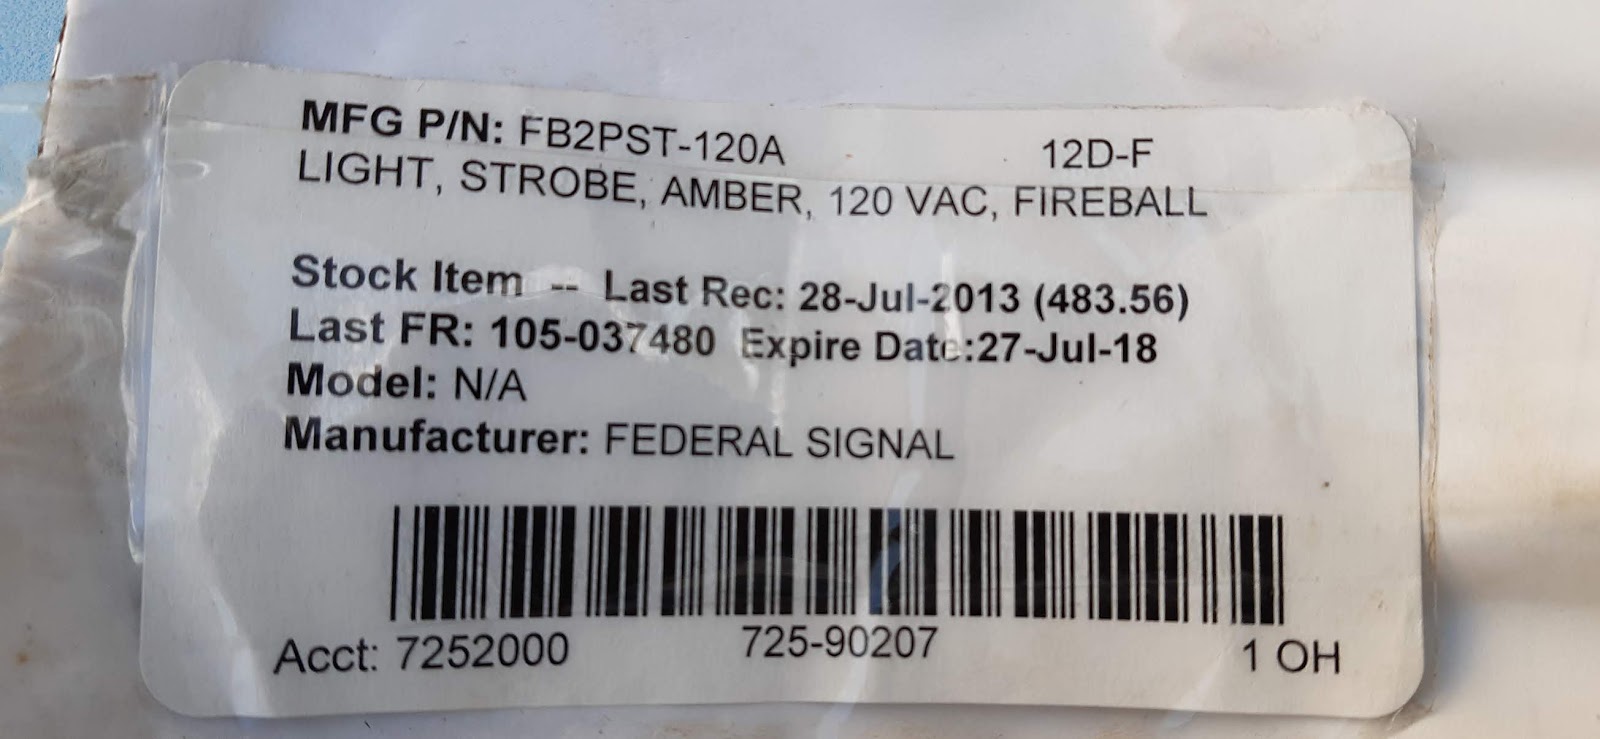 MFG P/N: FB2PST-120A 12D-F
LIGHT, STROBE, AMBER, 120 VAC, FIREBALL
Stock Item -- Last Rec: 28-Jul-2013 (483.56)
Last FR: 105-037480 Expire Date:27-Jul-18
Model: N/A
Manufacturer: FEDERAL SIGNAL
Acct: 7252000 725-90207 1 OH